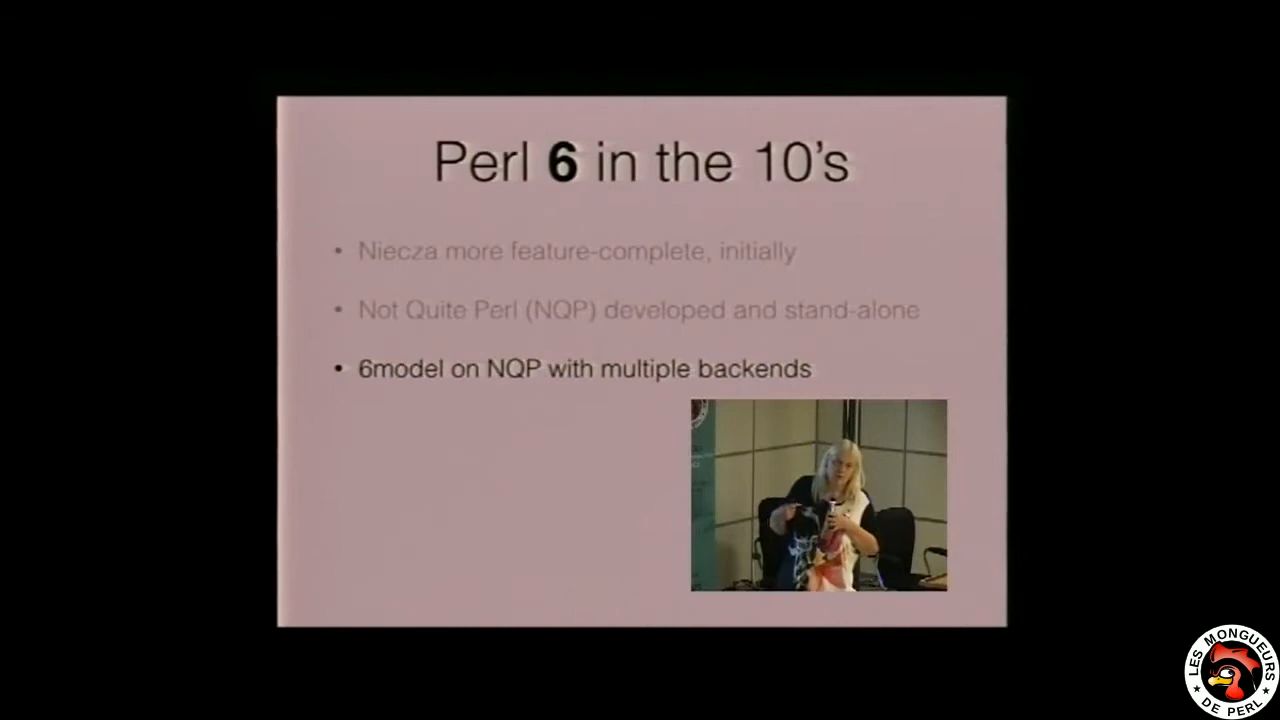 Perl 6 in the 10's
• Niecza more feature-complete, initially
• Not Quite Perl (NQP) developed and stand-alone
• 6model on NQP with multiple backends
LES MONGUEURS
DE PERL